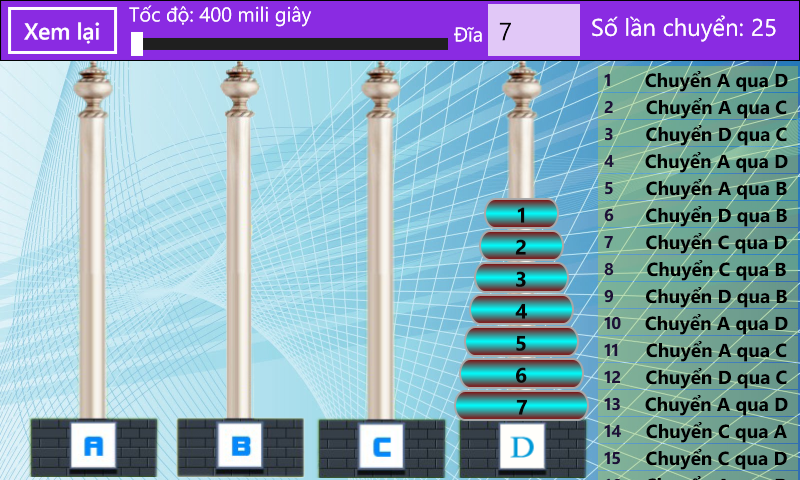 Xem lại
Tốc độ: 400 mili giây
Đĩa
7
Số lần chuyển: 25
1 Chuyển A qua D
2 Chuyển A qua C
3 Chuyển D qua C
4 Chuyển A qua D
5 Chuyển A qua B
6 Chuyển D qua B
7 Chuyển C qua D
8 Chuyển C qua B
9 Chuyển D qua B
10 Chuyển A qua D
11 Chuyển A qua C
12 Chuyển D qua C
13 Chuyển A qua D
14 Chuyển C qua A
15 Chuyển C qua D
1
2
3
4
5
6
7
A
B
C
D